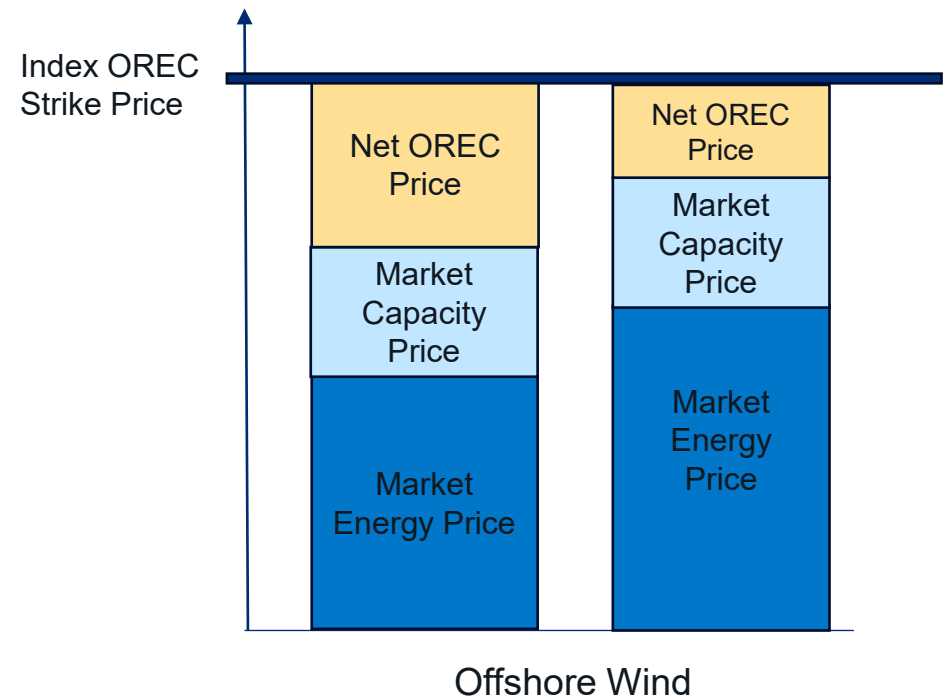 Index OREC
Strike Price
Net OREC
Price
Market
Capacity
Price
Market
Energy Price
Net OREC
Price
Market
Capacity
Price
Market
Energy
Price
Offshore Wind